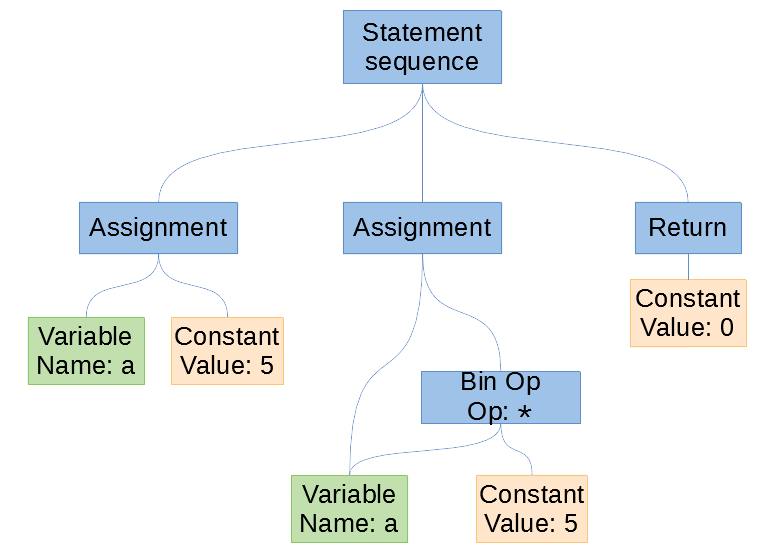 Statement
sequence
Assignment
Assignment
Return
Constant
Value: 0
Variable
Name: a
Constant
Value: 5
Bin Op
Op: *
Variable
Name: a
Constant
Value: 5